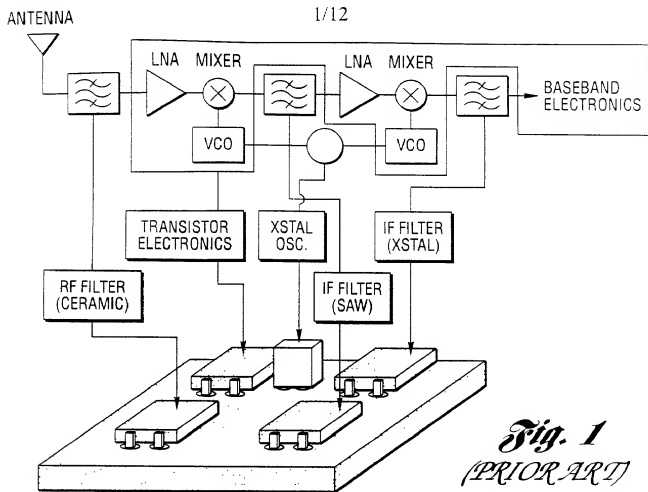 1/12
ANTENNA
LNA
MIXER
LNA
MIXER
BASEBAND
ELECTRONICS
VCO
VCO
TRANSISTOR
ELECTRONICS
XSTAL
OSC.
IF FILTER
(XSTAL)
RF FILTER
(CERAMIC)
IF FILTER
(SAW)
Fig. 1
(PRIOR ART)